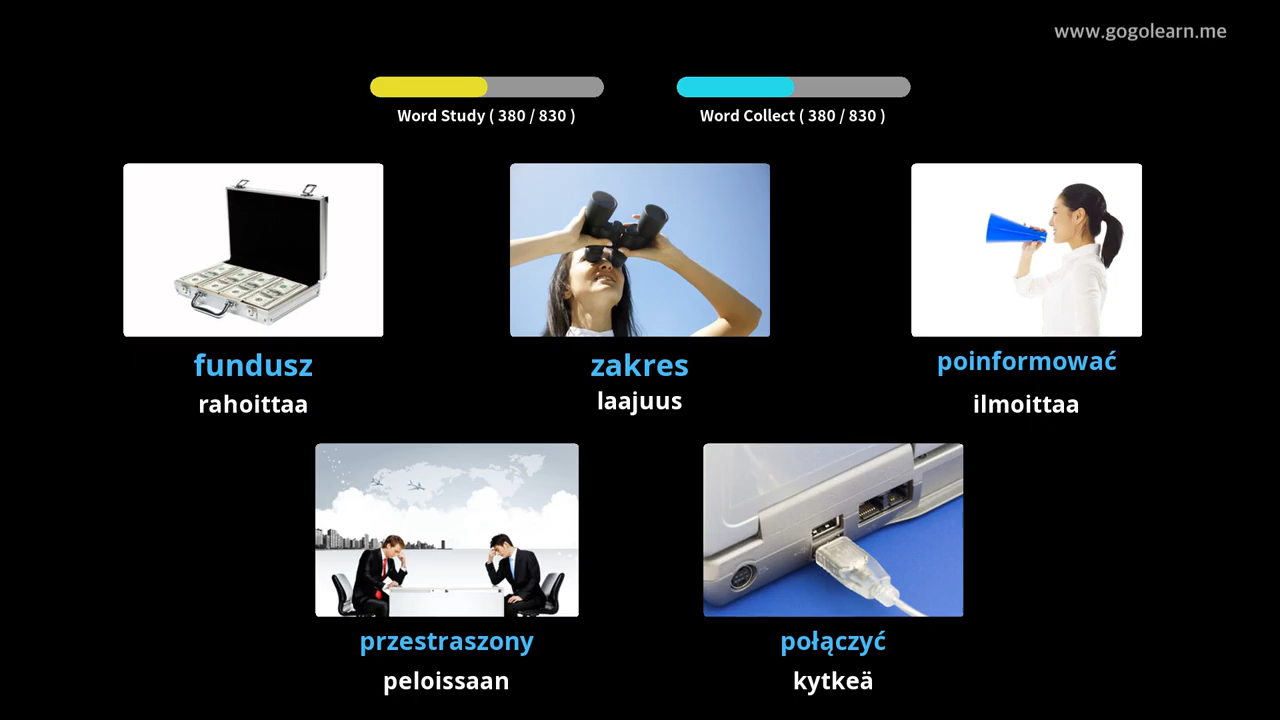 www.gogolearn.me
Word Study ( 380 / 830 )
Word Collect ( 380 / 830 )
fundusz
rahoittaa
zakres
laajuus
poinformować
ilmoittaa
przestraszony
peloissaan
połączyć
kytkeä